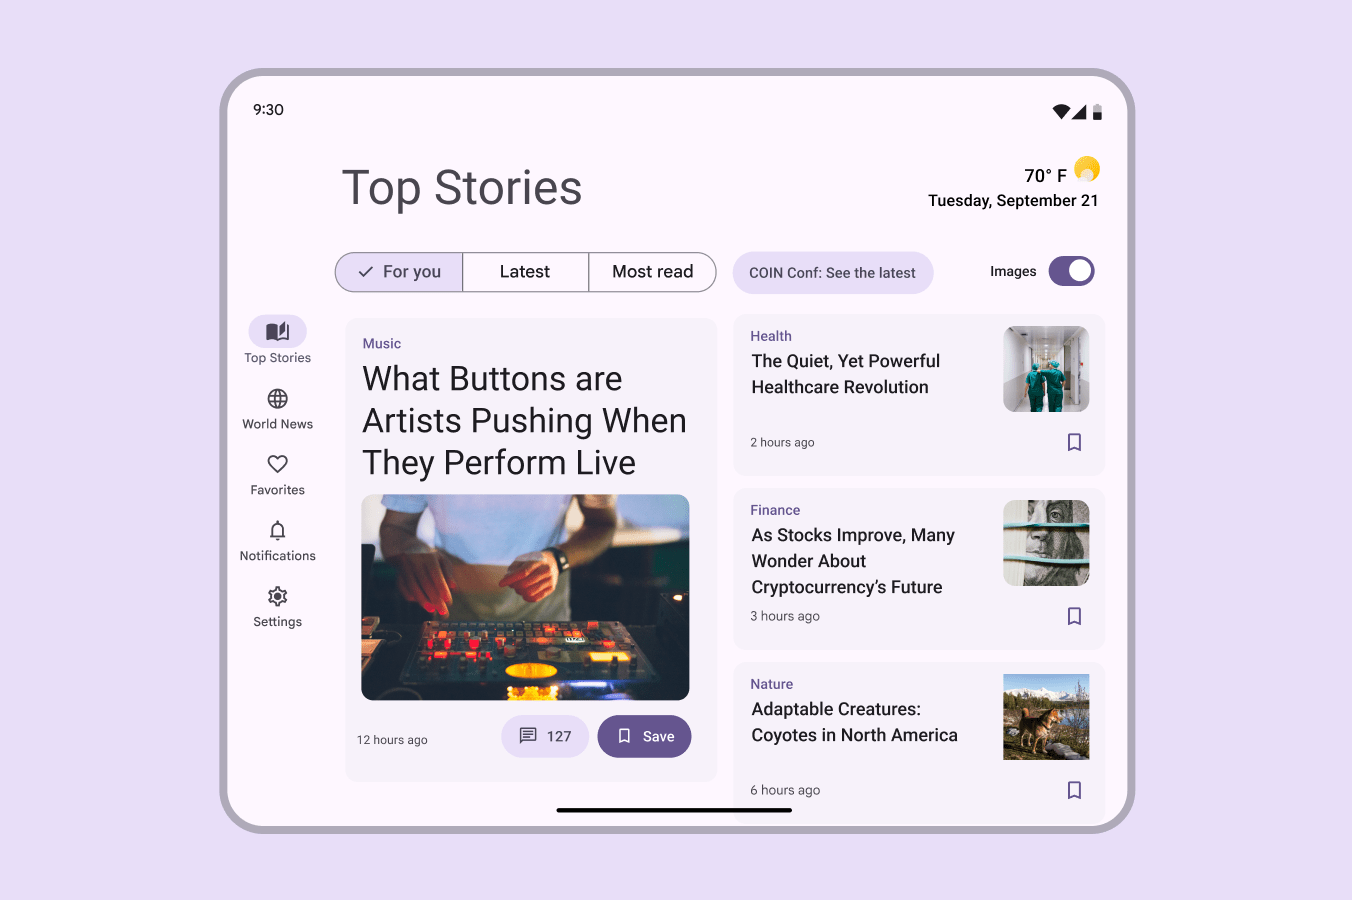 9:30
Top Stories
70° F
Tuesday, September 21
For you
Latest
Most read
COIN Conf: See the latest
Images
Top Stories
World News
Favorites
Notifications
Settings
Music
What Buttons are
Artists Pushing When
They Perform Live
12 hours ago
127
Save
Health
The Quiet, Yet Powerful
Healthcare Revolution
2 hours ago
Finance
As Stocks Improve, Many
Wonder About
Cryptocurrency’s Future
3 hours ago
Nature
Adaptable Creatures:
Coyotes in North America
6 hours ago